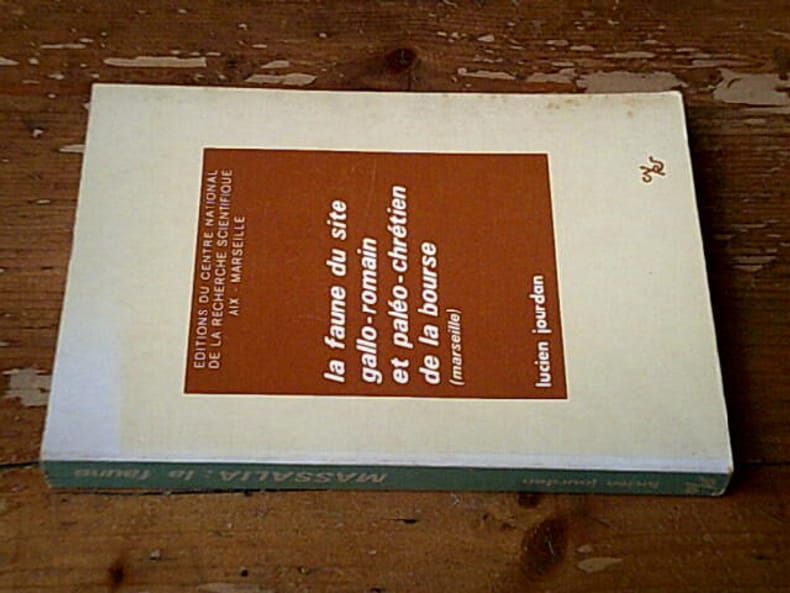 EDITIONS DU CENTRE NATIONAL
DE LA RECHERCHE SCIENTIFIQUE
AIX - MARSEILLE
la faune du site
gallo-romain
et paléo-chrétien
de la bourse
(marseille)
lucien jourdan
MASSALIA : la faune
lucien jourdan